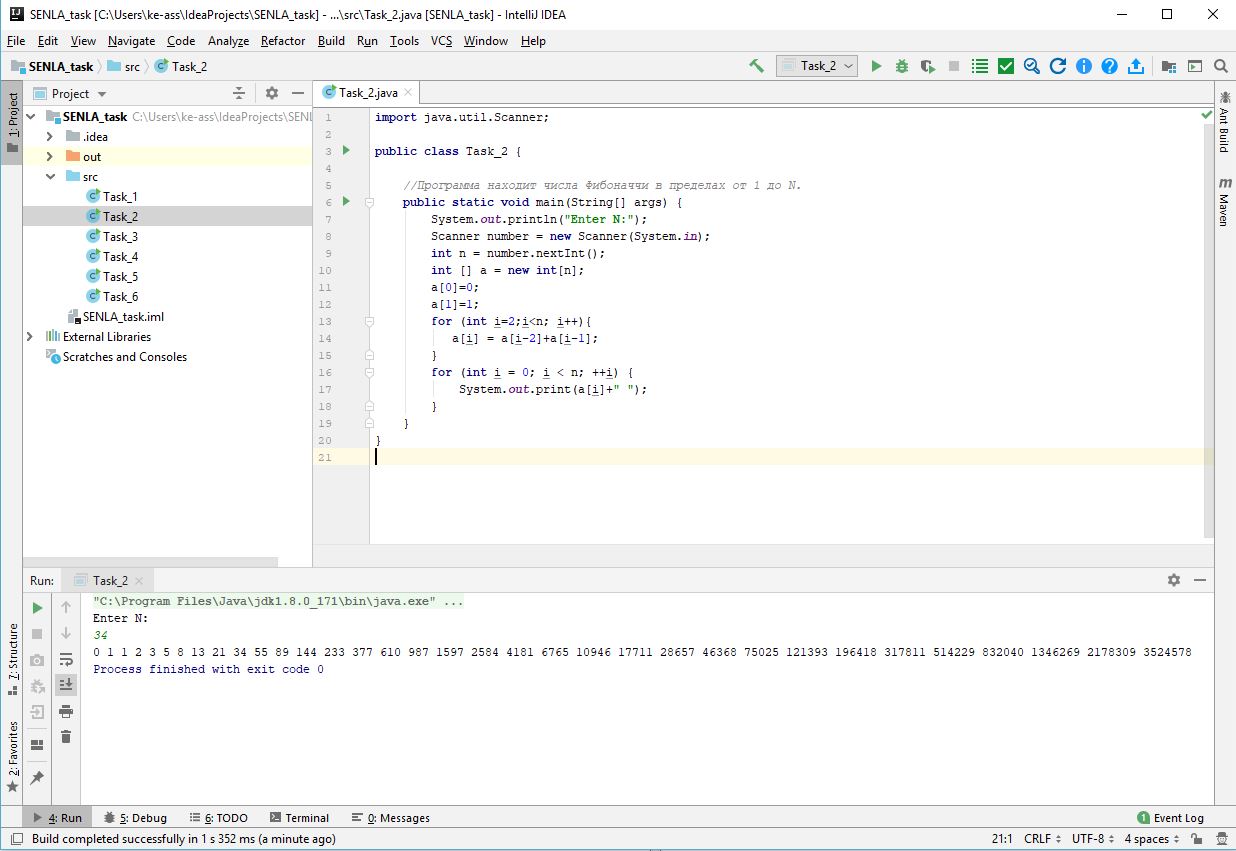 SENLA_task [C:\Users\ke-ass\IdeaProjects\SENLA_task] - ...\src\Task_2.java [SENLA_task] - IntelliJ IDEA
File Edit View Navigate Code Analyze Refactor Build Run Tools VCS Window Help
SENLA_task src Task_2 Task_2
1: Project
Project
SENLA_task C:\Users\ke-ass\IdeaProjects\SENL
.idea
out
src
Task_1
Task_2
Task_3
Task_4
Task_5
Task_6
SENLA_task.iml
External Libraries
Scratches and Consoles
Task_2.java
1 import java.util.Scanner;
2
3 public class Task_2 {
4
5 //Программа находит числа Фибоначчи в пределах от 1 до N.
6 public static void main(String[] args) {
7 System.out.println("Enter N:");
8 Scanner number = new Scanner(System.in);
9 int n = number.nextInt();
10 int [] a = new int[n];
11 a[0]=0;
12 a[1]=1;
13 for (int i=2;i<n; i++){
14 a[i] = a[i-2]+a[i-1];
15 }
16 for (int i = 0; i < n; ++i) {
17 System.out.print(a[i]+" ");
18 }
19 }
20 }
21
Ant Build
m Maven
Run: Task_2
"C:\Program Files\Java\jdk1.8.0_171\bin\java.exe" ...
Enter N:
34
0 1 1 2 3 5 8 13 21 34 55 89 144 233 377 610 987 1597 2584 4181 6765 10946 17711 28657 46368 75025 121393 196418 317811 514229 832040 1346269 2178309 3524578
Process finished with exit code 0
7: Structure
2: Favorites
4: Run 5: Debug 6: TODO Terminal 0: Messages 1 Event Log
Build completed successfully in 1 s 352 ms (a minute ago) 21:1 CRLF UTF-8 4 spaces